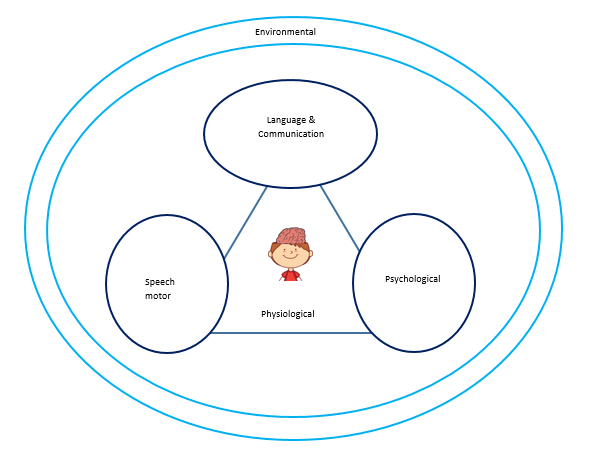 Environmental
Language &
Communication
Speech
motor
Psychological
Physiological